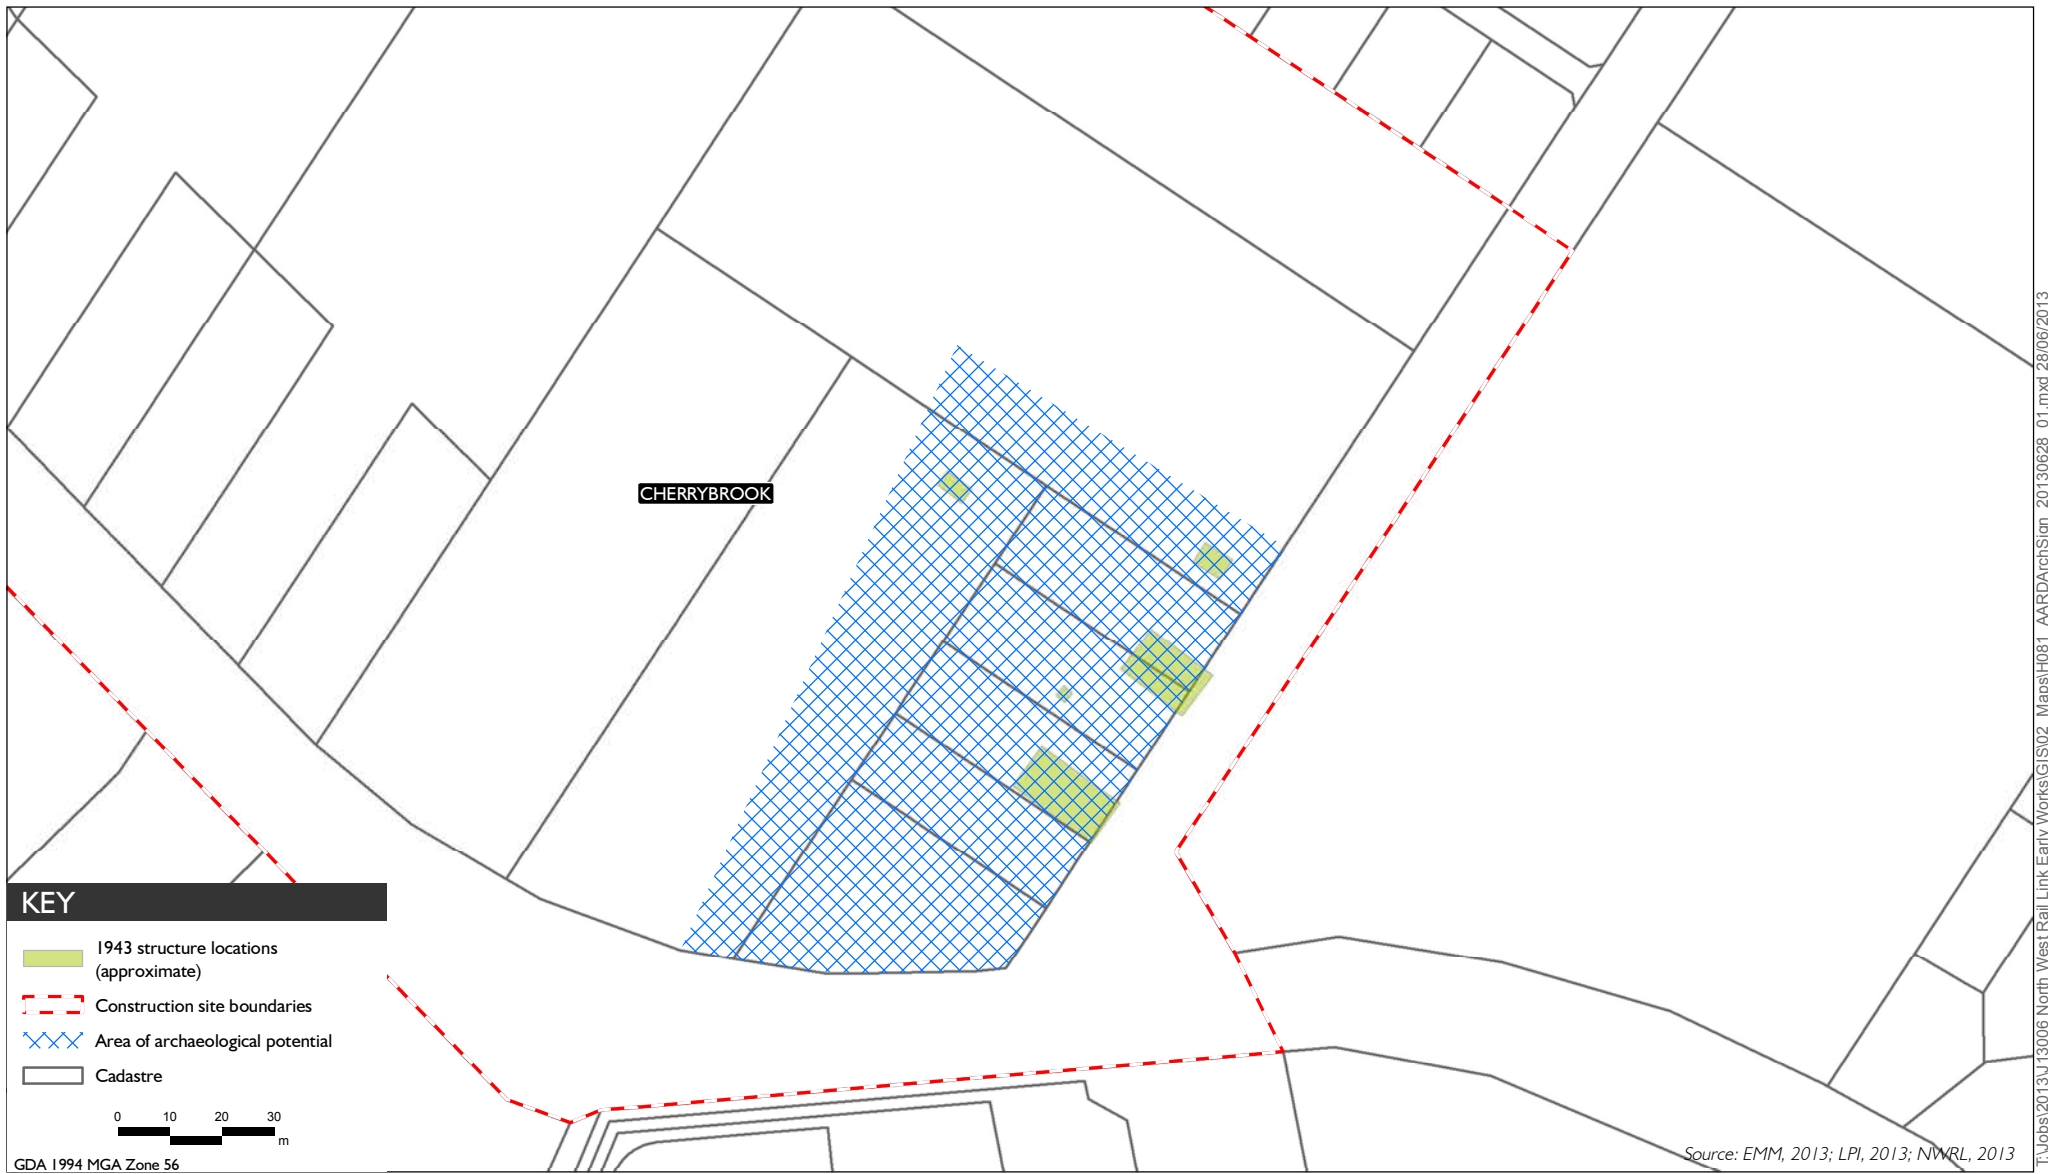 CHERRYBROOK
KEY
1943 structure locations
(approximate)
Construction site boundaries
Area of archaeological potential
Cadastre
0 10 20 30
m
GDA 1994 MGA Zone 56
Source: EMM, 2013; LPI, 2013; NWRL, 2013
T:\Jobs\2013\J13006 North West Rail Link Early Works\GIS\02_Maps\H081_AARDArchSign_20130628_01.mxd 28/06/2013